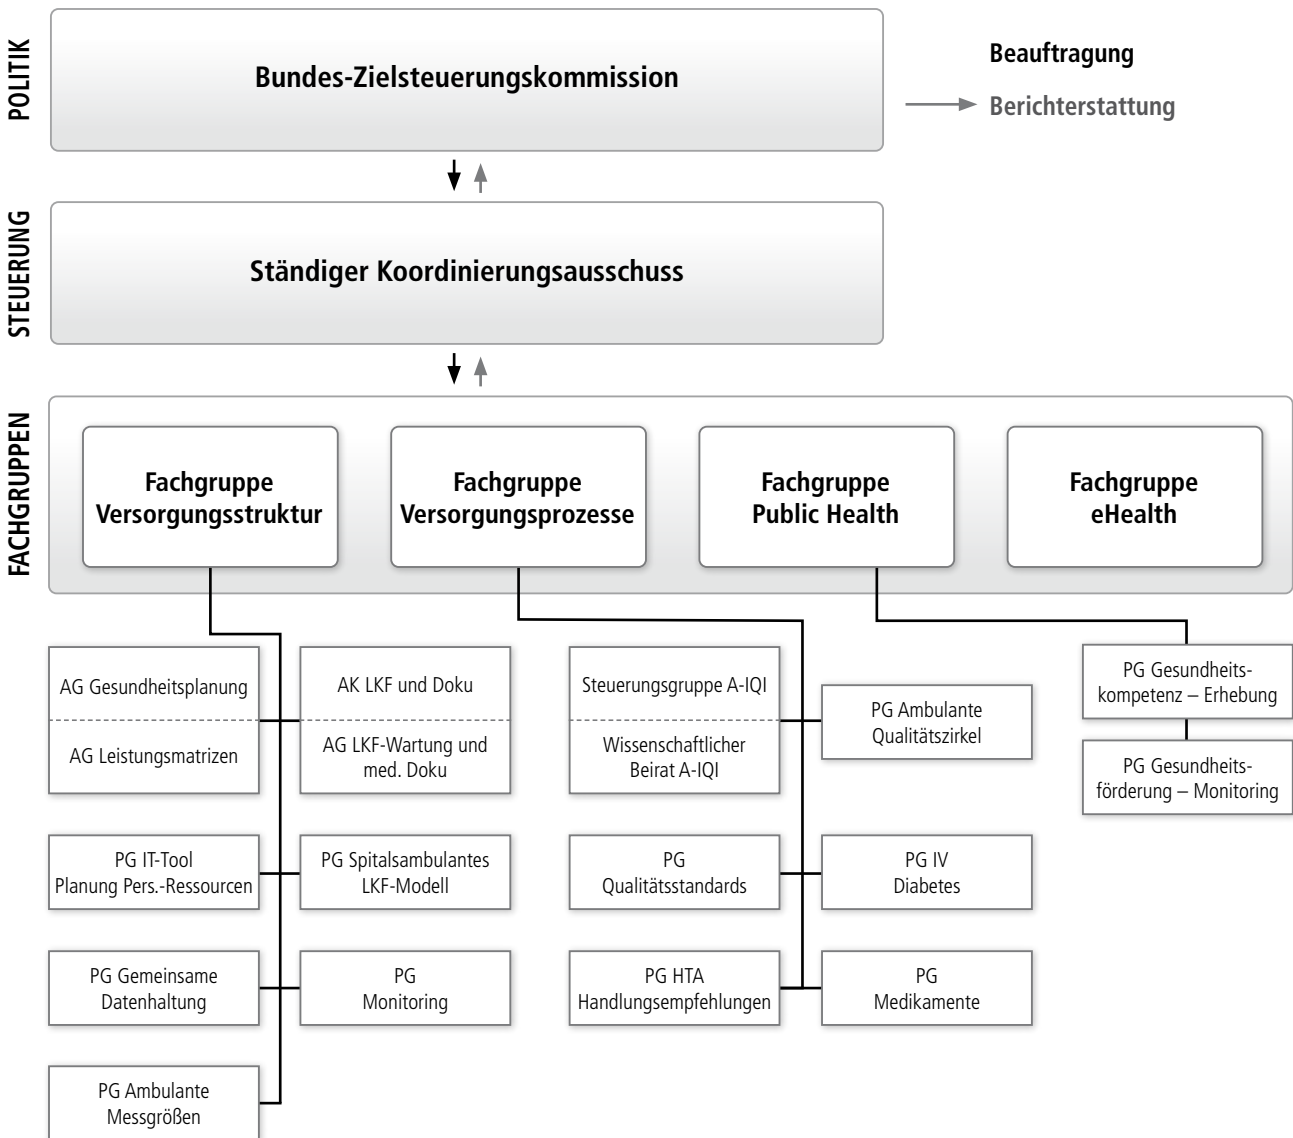 POLITIK
Bundes-Zielsteuerungskommission
Beauftragung
Berichterstattung
STEUERUNG
Ständiger Koordinierungsausschuss
FACHGRUPPEN
Fachgruppe
Versorgungsstruktur
Fachgruppe
Versorgungsprozesse
Fachgruppe
Public Health
Fachgruppe
eHealth
AG Gesundheitsplanung
AG Leistungsmatrizen
AK LKF und Doku
AG LKF-Wartung und
med. Doku
PG IT-Tool
Planung Pers.-Ressourcen
PG Spitalsambulantes
LKF-Modell
PG Gemeinsame
Datenhaltung
PG
Monitoring
PG Ambulante
Messgrößen
Steuerungsgruppe A-IQI
Wissenschaftlicher
Beirat A-IQI
PG Ambulante
Qualitätszirkel
PG
Qualitätsstandards
PG IV
Diabetes
PG HTA
Handlungsempfehlungen
PG
Medikamente
PG Gesundheits-
kompetenz – Erhebung
PG Gesundheits-
förderung – Monitoring